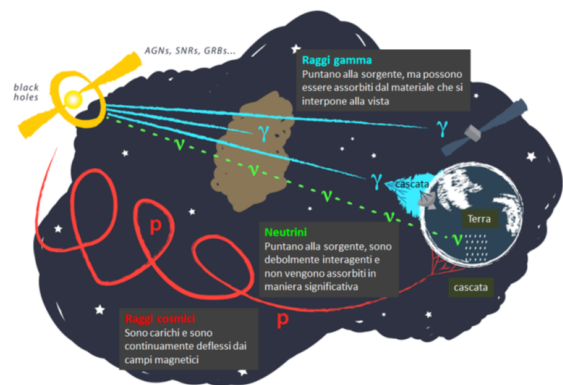 AGNs, SNRs, GRBs...
black
holes
Raggi gamma
Puntano alla sorgente, ma possono
essere assorbiti dal materiale che si
interpone alla vista
γ
γ
γ
cascata
ν
ν
ν
ν
ν
ν
Terra
cascata
p
p
Neutrini
Puntano alla sorgente, sono
debolmente interagenti e
non vengono assorbiti in
maniera significativa
Raggi cosmici
Sono carichi e sono
continuamente deflessi dai
campi magnetici